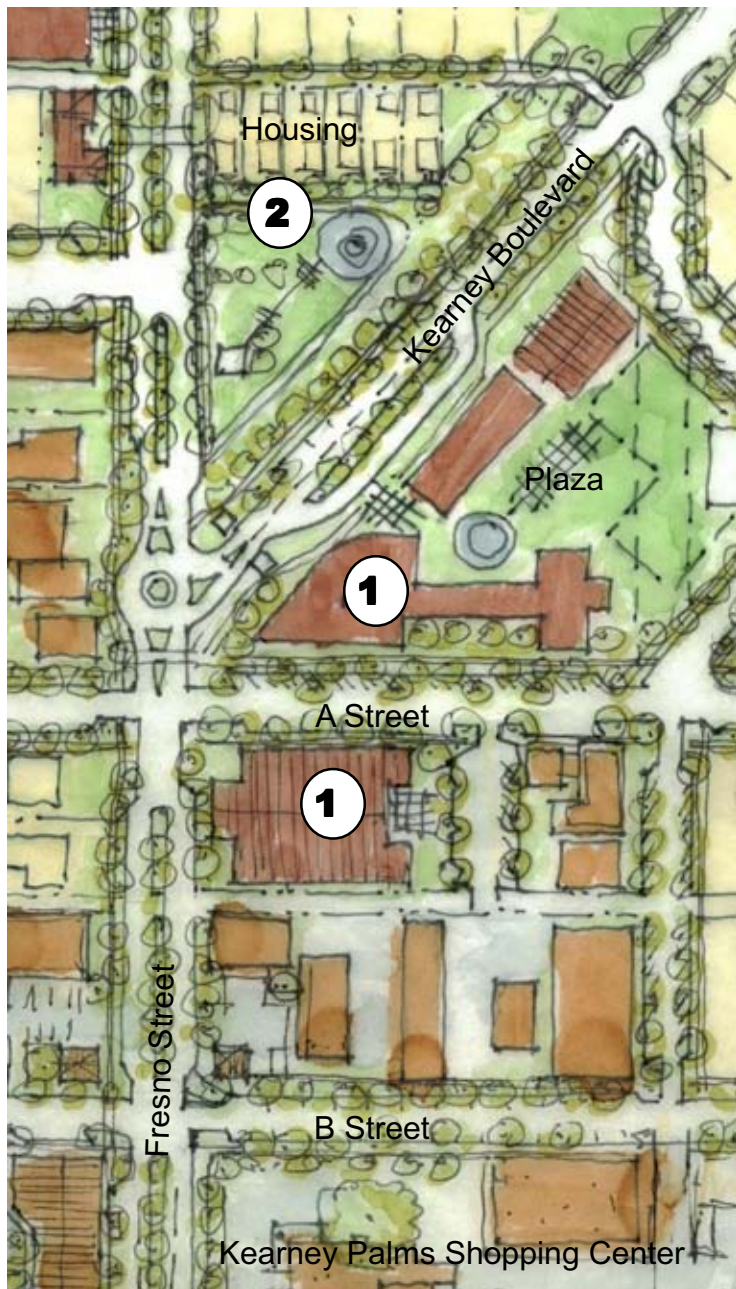 Housing
2
Kearney Boulevard
Plaza
1
A Street
1
Fresno Street
B Street
Kearney Palms Shopping Center